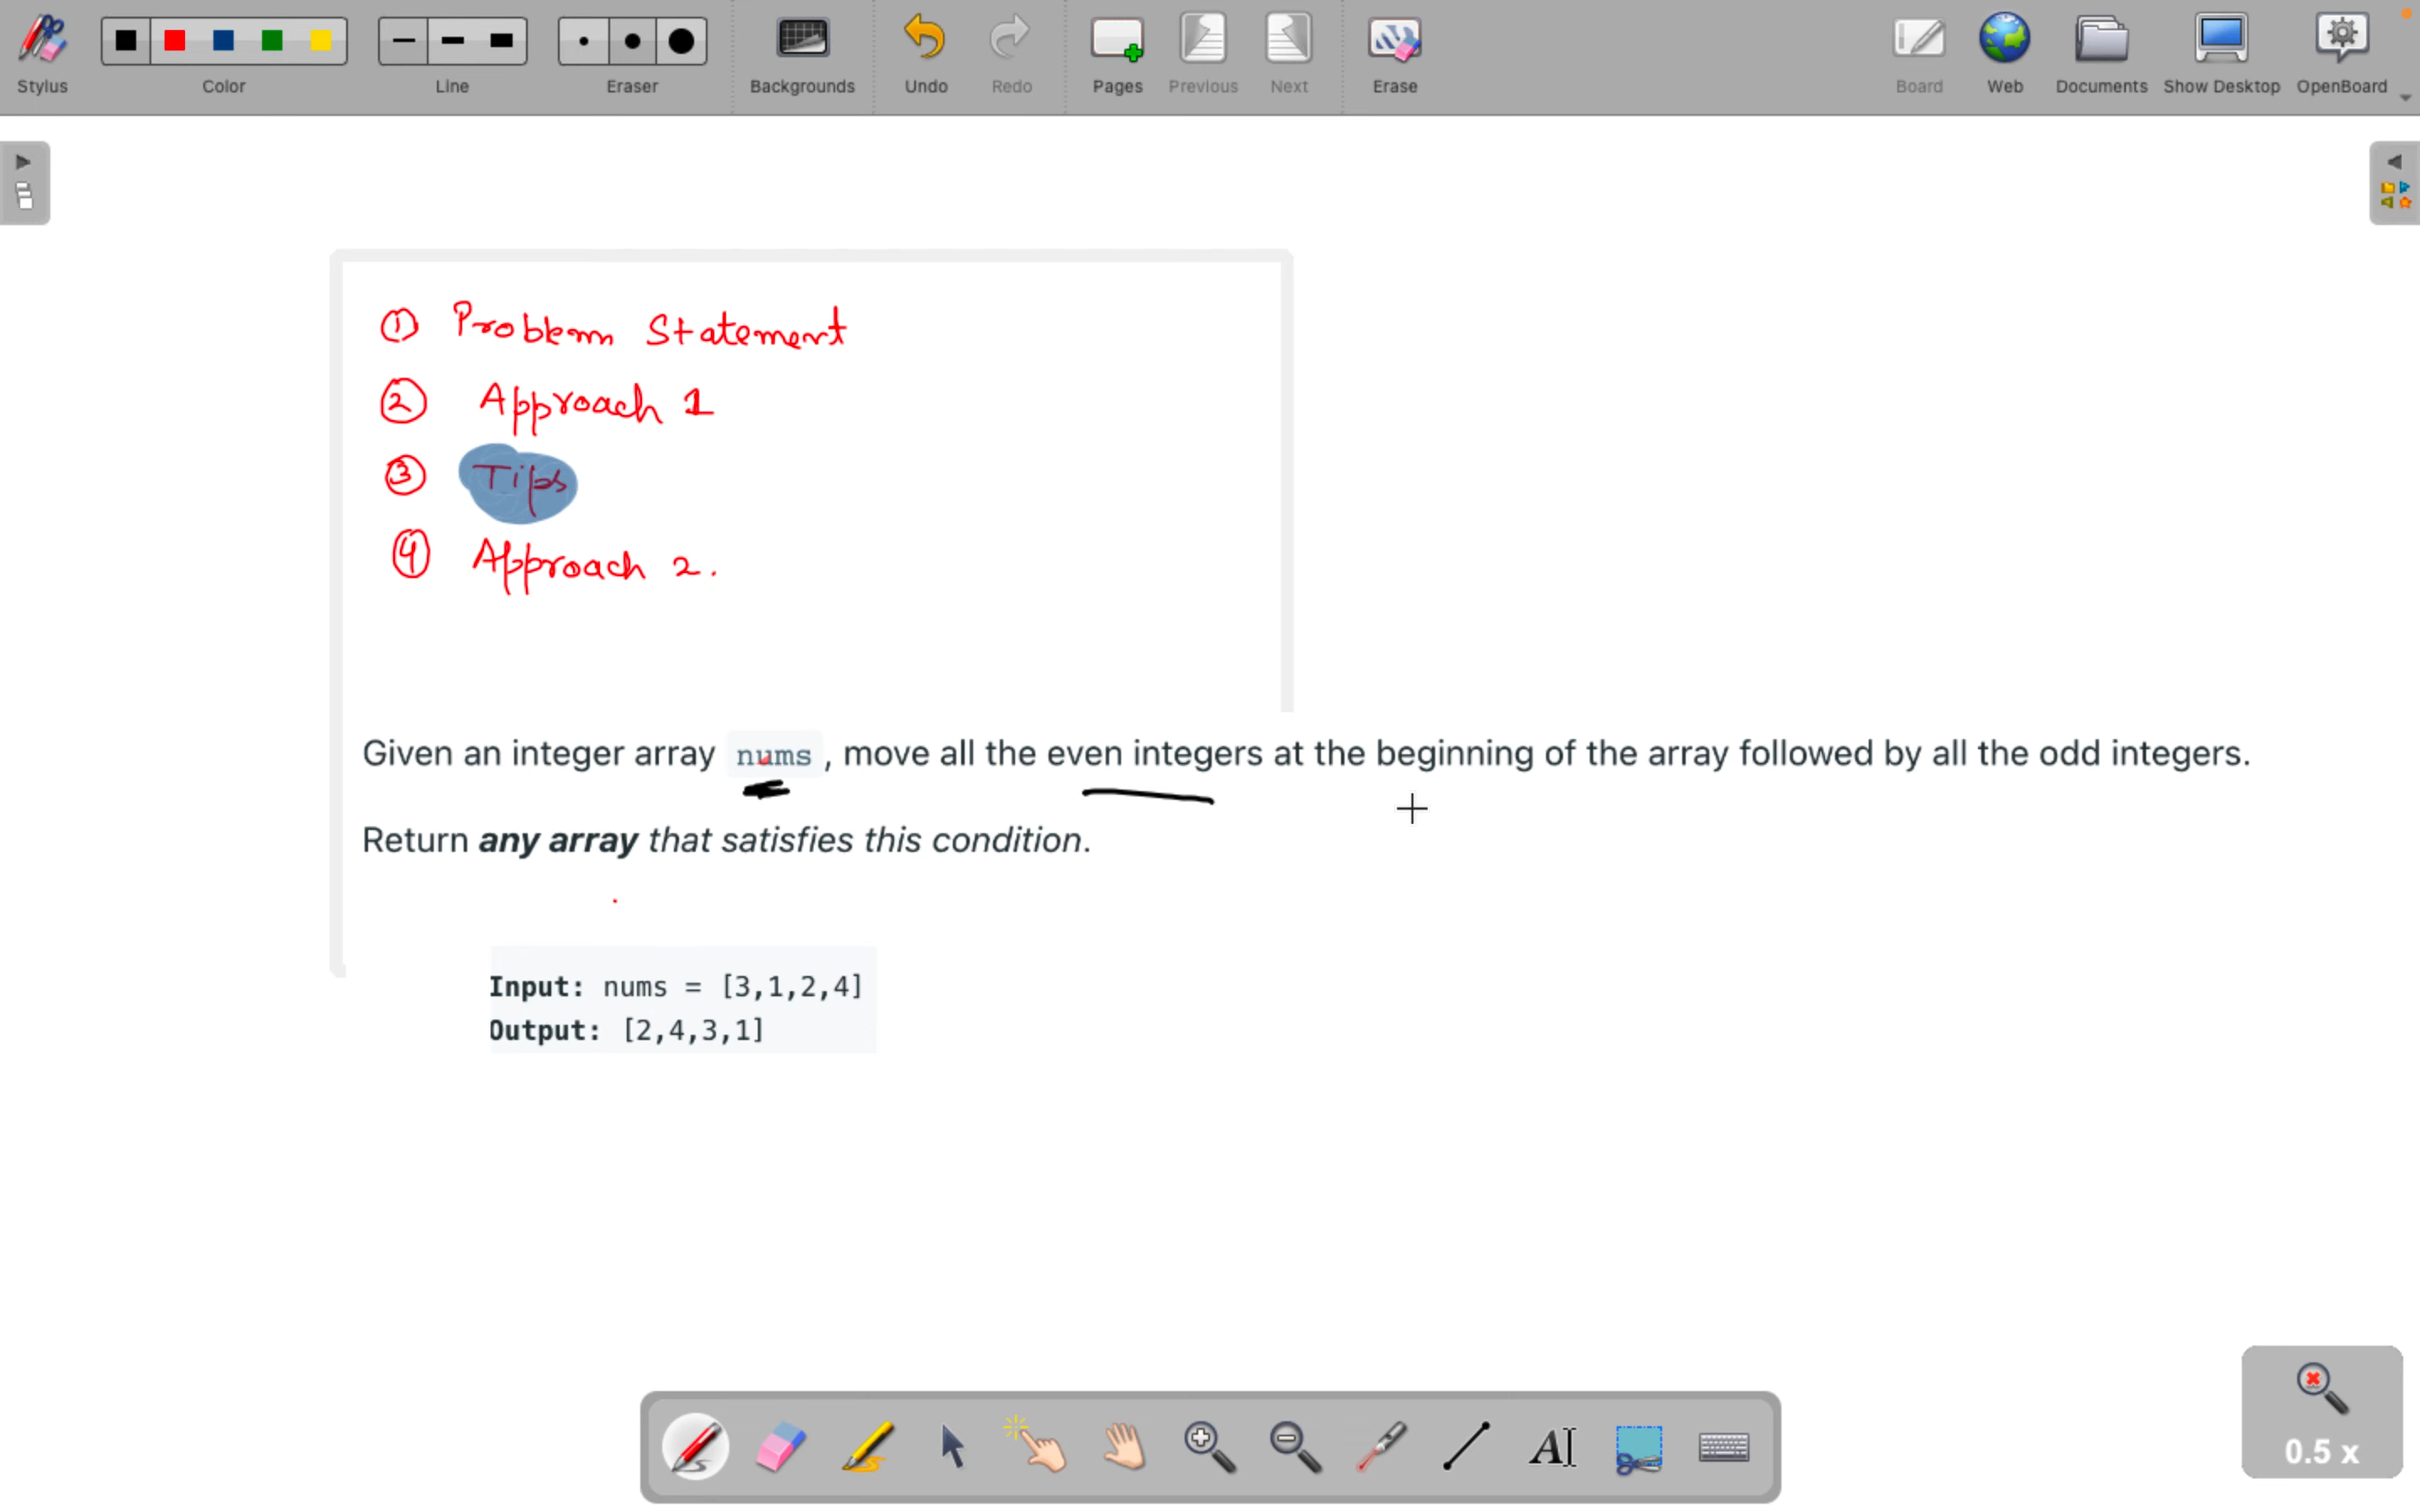 Stylus Color Line Eraser Backgrounds Undo Redo Pages Previous Next Erase Board Web Documents Show Desktop OpenBoard
① Problem Statement
② Approach 1
③ Tips
④ Approach 2.
Given an integer array nums , move all the even integers at the beginning of the array followed by all the odd integers.
Return any array that satisfies this condition.
Input: nums = [3,1,2,4]
Output: [2,4,3,1]
0.5 x